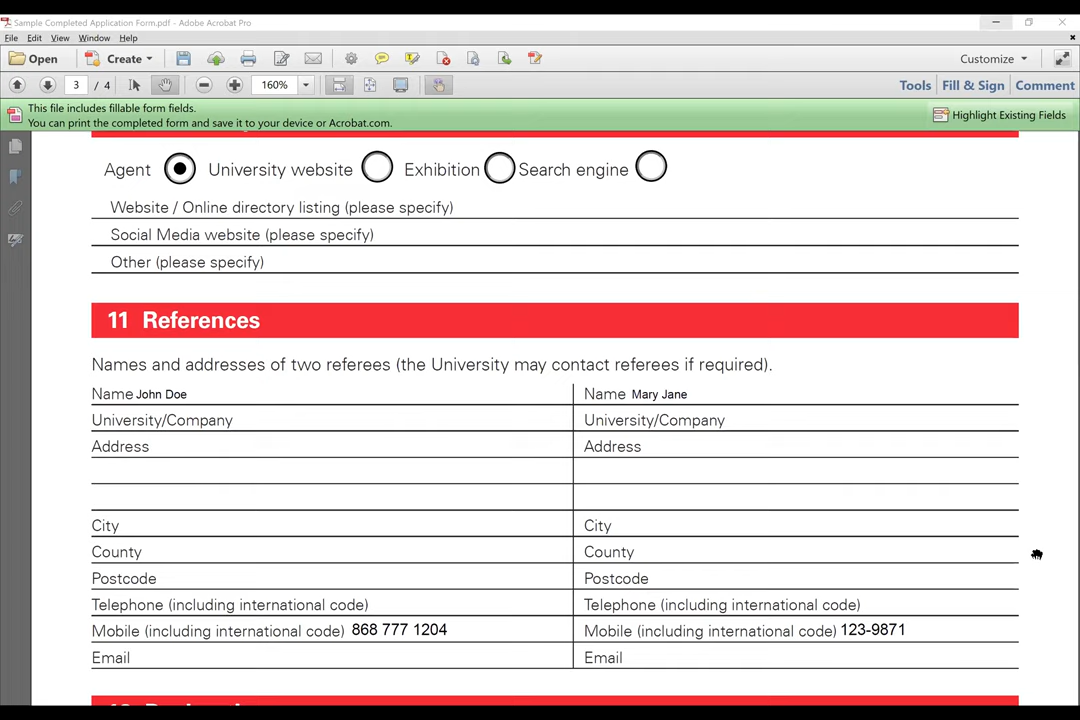 Sample Completed Application Form.pdf - Adobe Acrobat Pro
File Edit View Window Help
Open Create Customize
3 / 4 160% Tools Fill & Sign Comment
This file includes fillable form fields.
You can print the completed form and save it to your device or Acrobat.com.
Highlight Existing Fields
Agent University website Exhibition Search engine
Website / Online directory listing (please specify)
Social Media website (please specify)
Other (please specify)
11 References
Names and addresses of two referees (the University may contact referees if required).
Name John Doe Name Mary Jane
University/Company University/Company
Address Address
City City
County County
Postcode Postcode
Telephone (including international code) Telephone (including international code)
Mobile (including international code) 868 777 1204 Mobile (including international code) 123-9871
Email Email